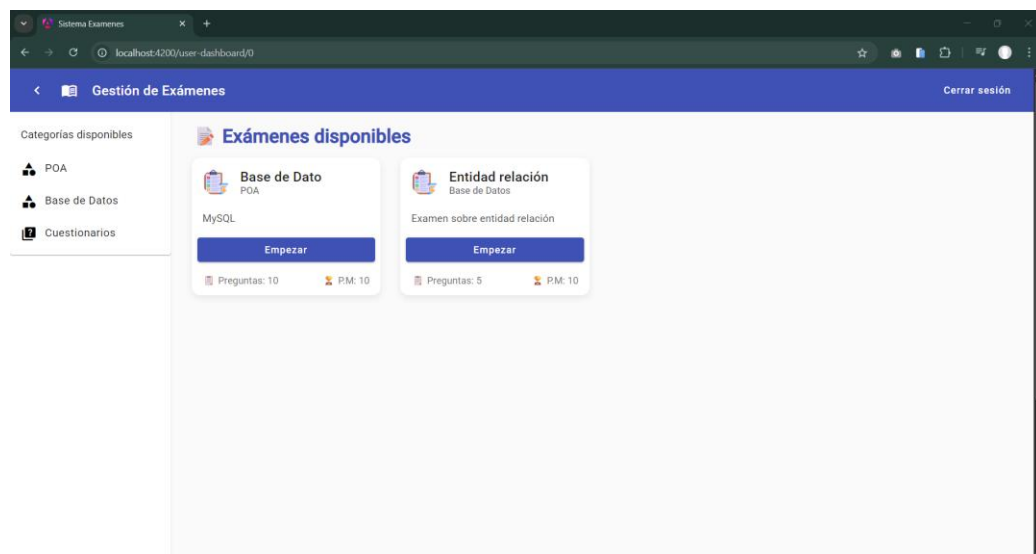 Sistema Examenes
localhost:4200/user-dashboard/0
Gestión de Exámenes
Cerrar sesión
Categorías disponibles
POA
Base de Datos
Cuestionarios
Exámenes disponibles
Base de Dato
POA
MySQL
Empezar
Preguntas: 10 P.M: 10
Entidad relación
Base de Datos
Examen sobre entidad relación
Empezar
Preguntas: 5 P.M: 10